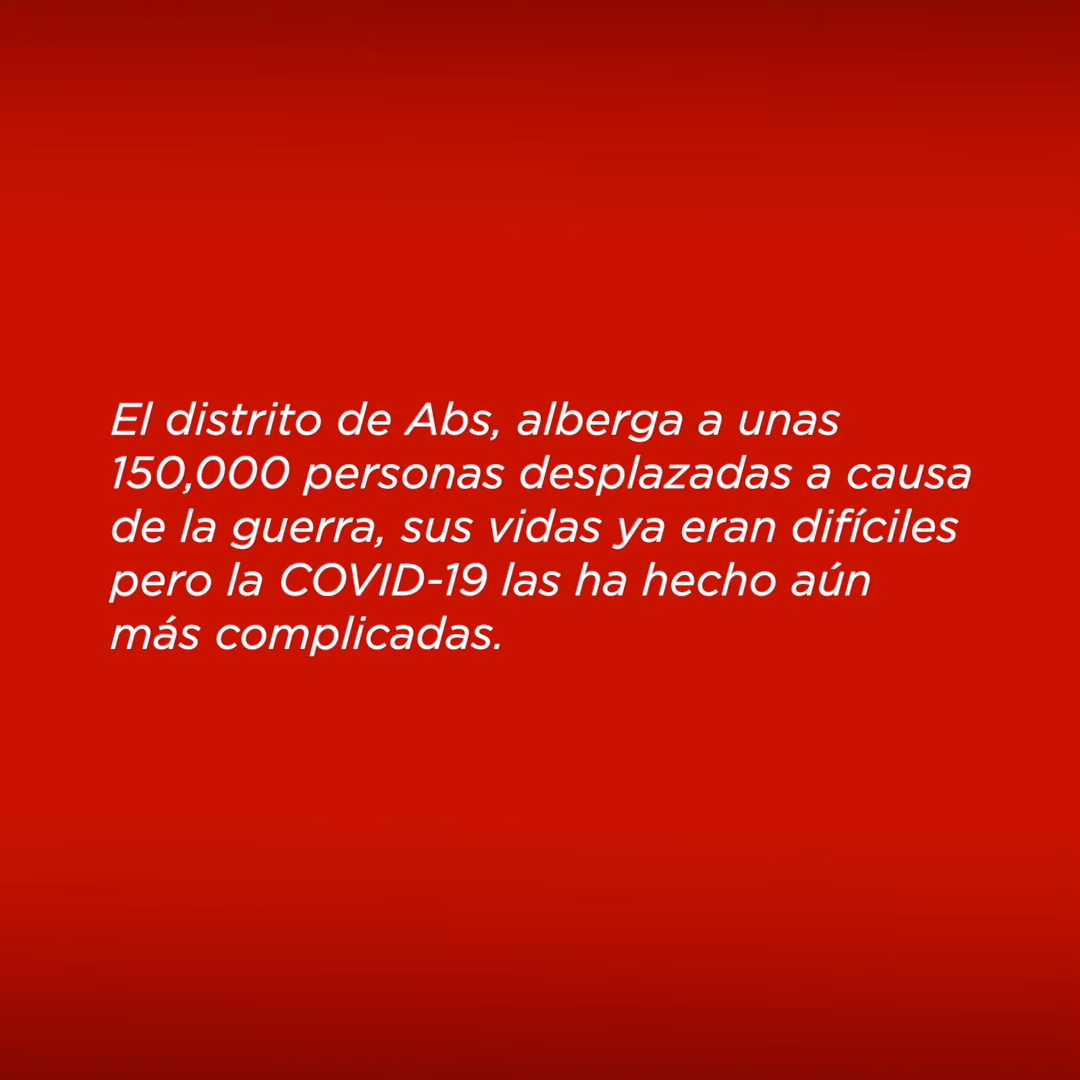 El distrito de Abs, alberga a unas
150,000 personas desplazadas a causa
de la guerra, sus vidas ya eran difíciles
pero la COVID-19 las ha hecho aún
más complicadas.